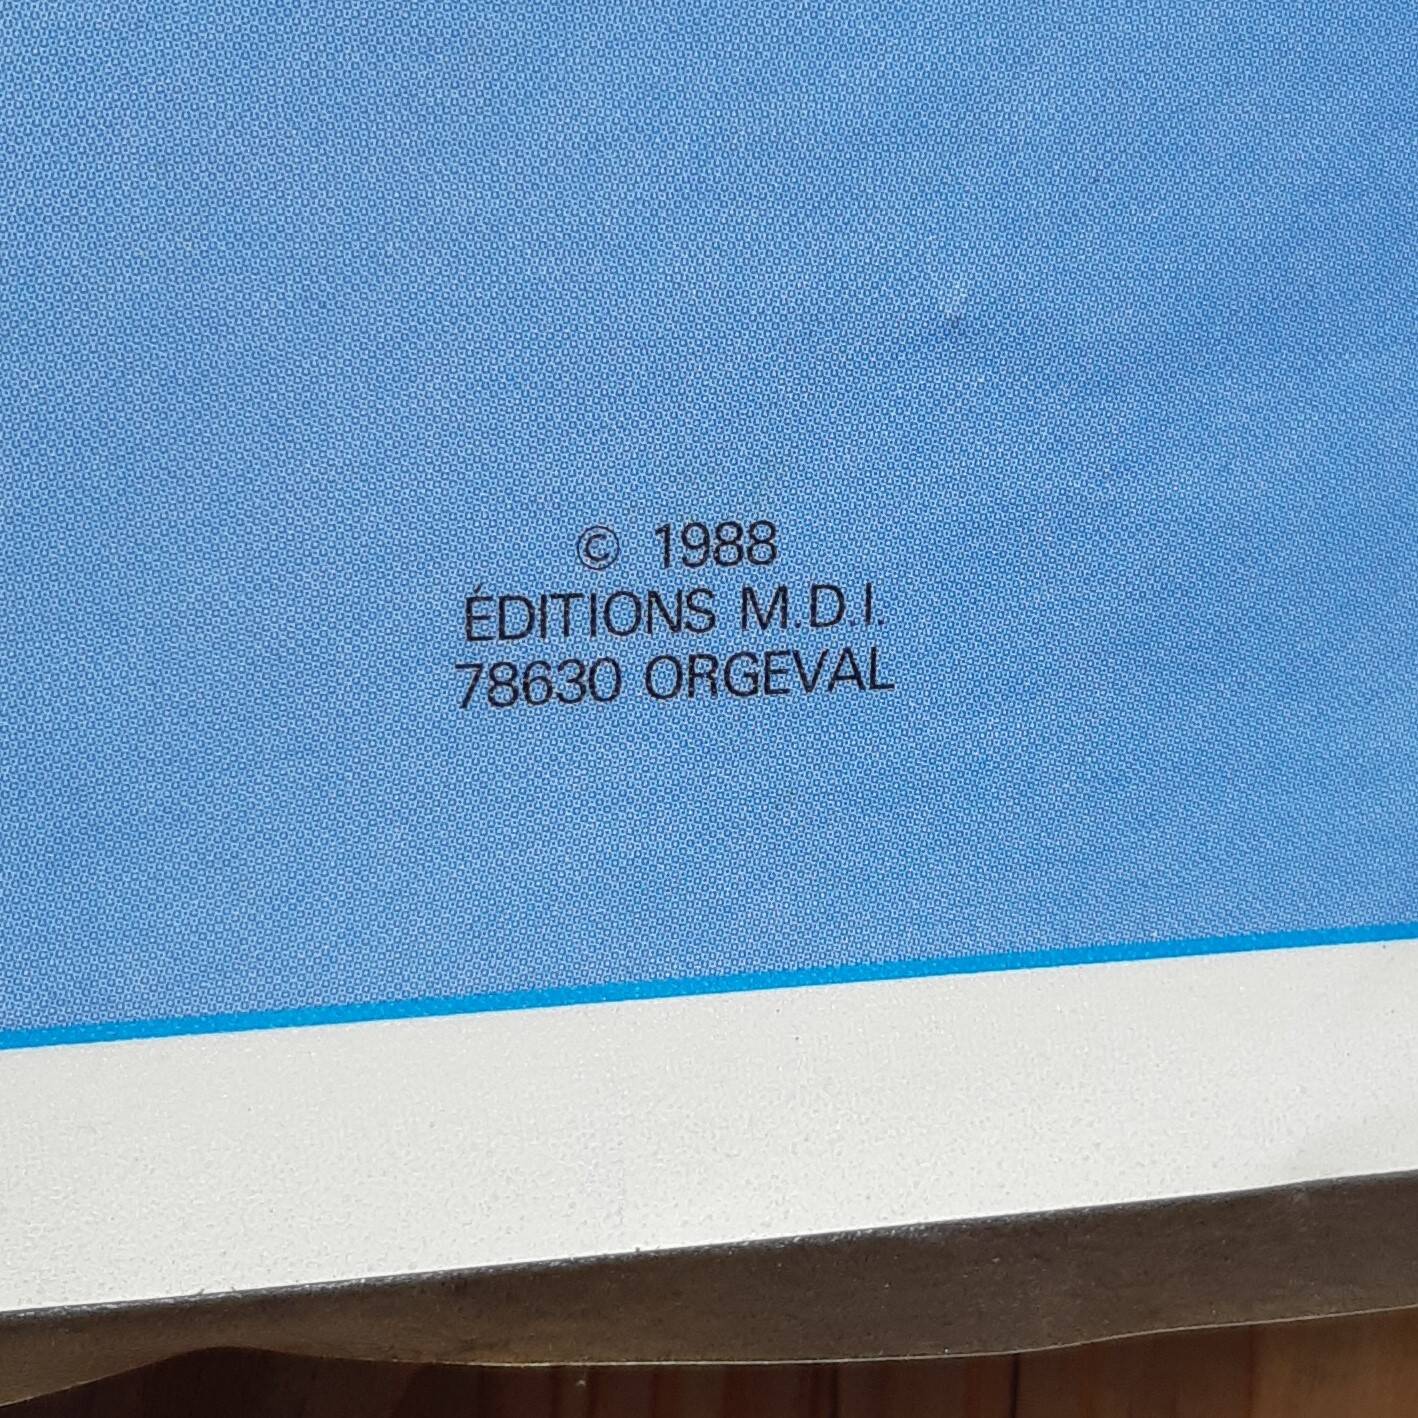 © 1988
ÉDITIONS M.D.I.
78630 ORGEVAL